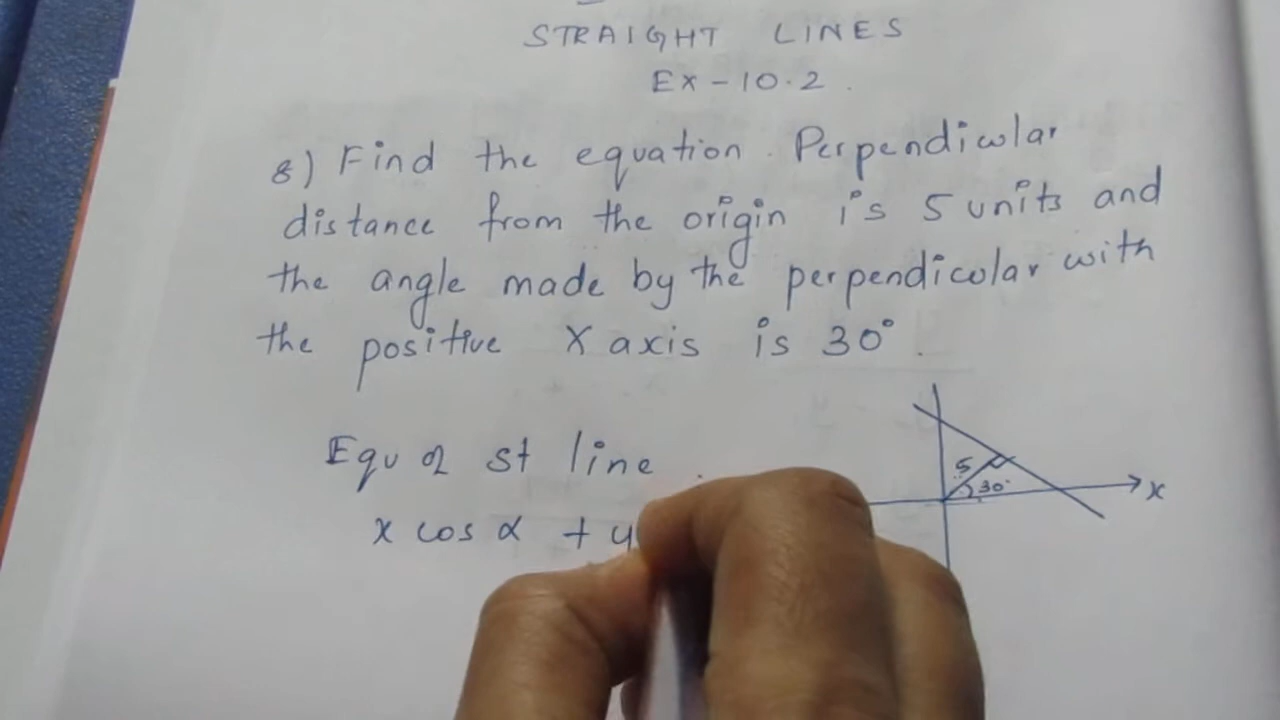 STRAIGHT LINES
EX - 10.2.
8) Find the equation. Perpendicular
distance from the origin is 5 units and
the angle made by the perpendicular with
the positive X axis is 30°.
Equ of st line
x cos α + y
5
30°
x